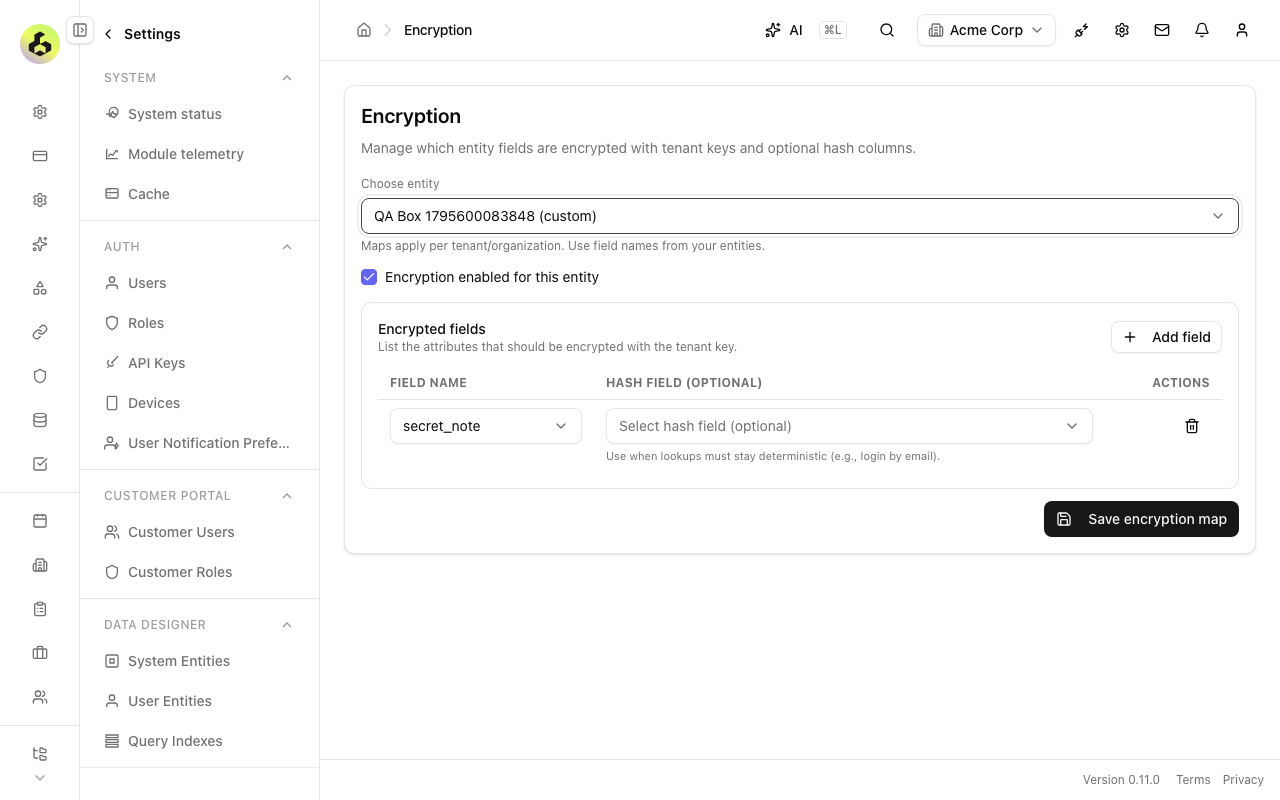 Settings
SYSTEM
System status
Module telemetry
Cache
AUTH
Users
Roles
API Keys
Devices
User Notification Prefe...
CUSTOMER PORTAL
Customer Users
Customer Roles
DATA DESIGNER
System Entities
User Entities
Query Indexes
Encryption
AI
⌘L
Acme Corp
Encryption
Manage which entity fields are encrypted with tenant keys and optional hash columns.
Choose entity
QA Box 1795600083848 (custom)
Maps apply per tenant/organization. Use field names from your entities.
Encryption enabled for this entity
Encrypted fields
List the attributes that should be encrypted with the tenant key.
Add field
FIELD NAME
HASH FIELD (OPTIONAL)
ACTIONS
secret_note
Select hash field (optional)
Use when lookups must stay deterministic (e.g., login by email).
Save encryption map
Version 0.11.0
Terms
Privacy